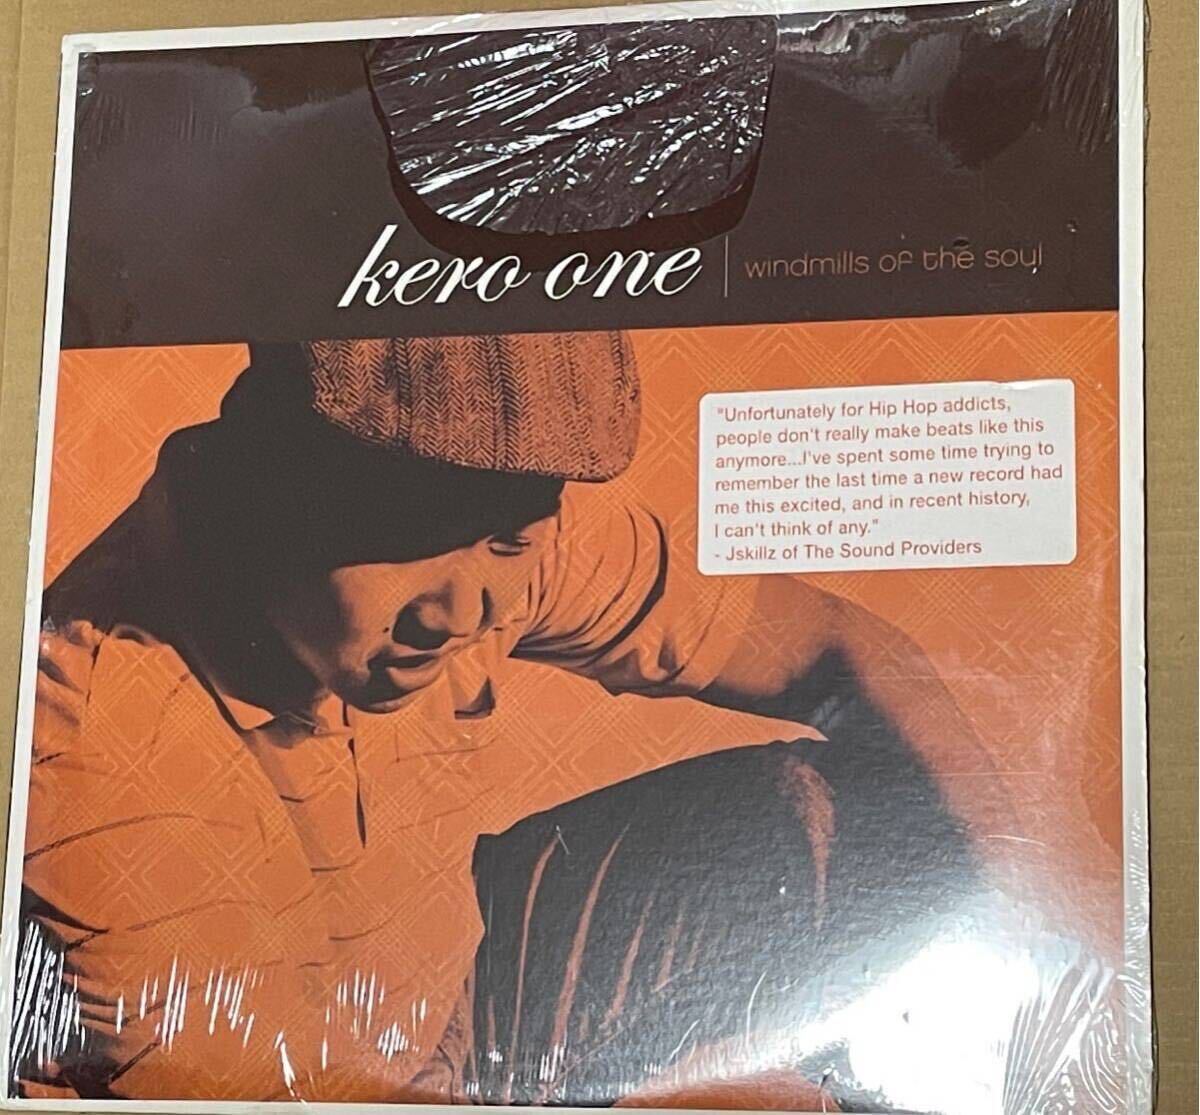 kero one | windmills of the soul
"Unfortunately for Hip Hop addicts,
people don't really make beats like this
anymore...I've spent some time trying to
remember the last time a new record had
me this excited, and in recent history,
I can't think of any."
- Jskillz of The Sound Providers